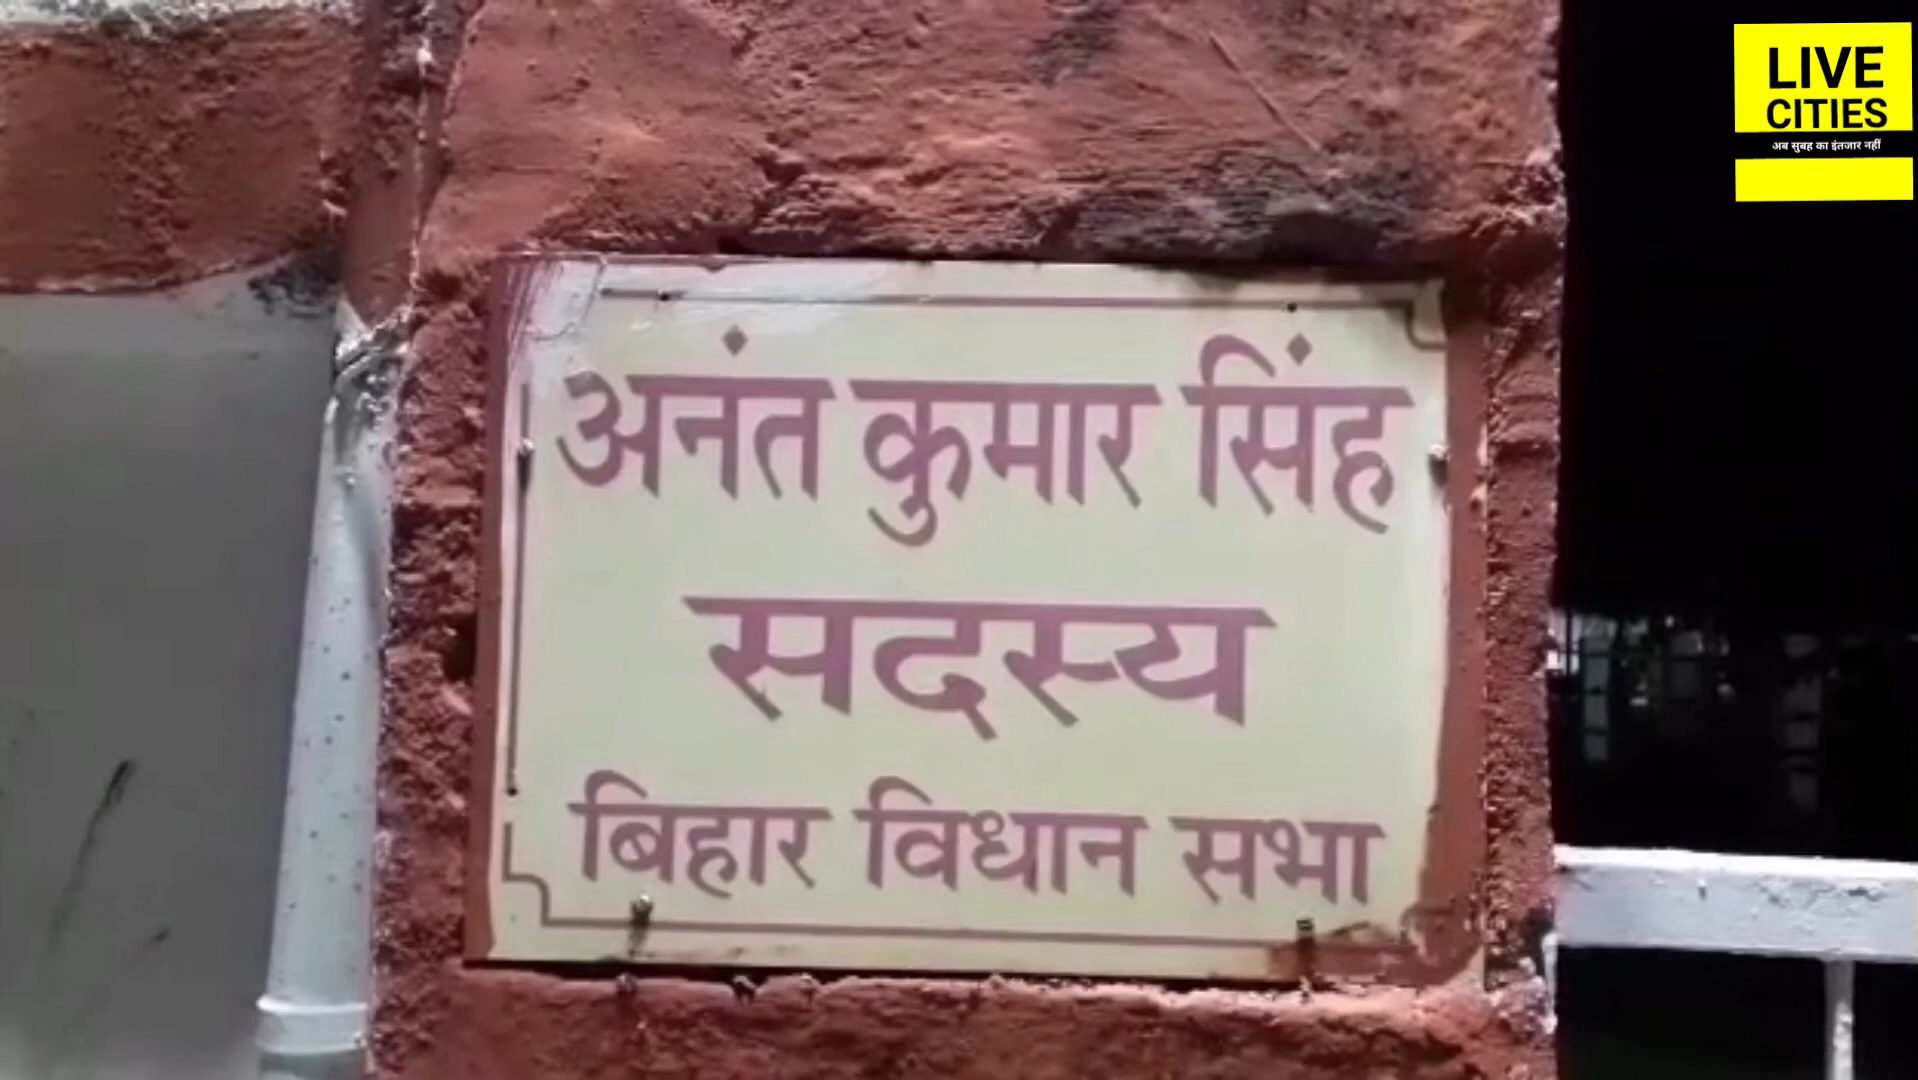 LIVE
CITIES
अब सुबह का इंतजार नहीं
अनंत कुमार सिंह
सदस्य
बिहार विधान सभा